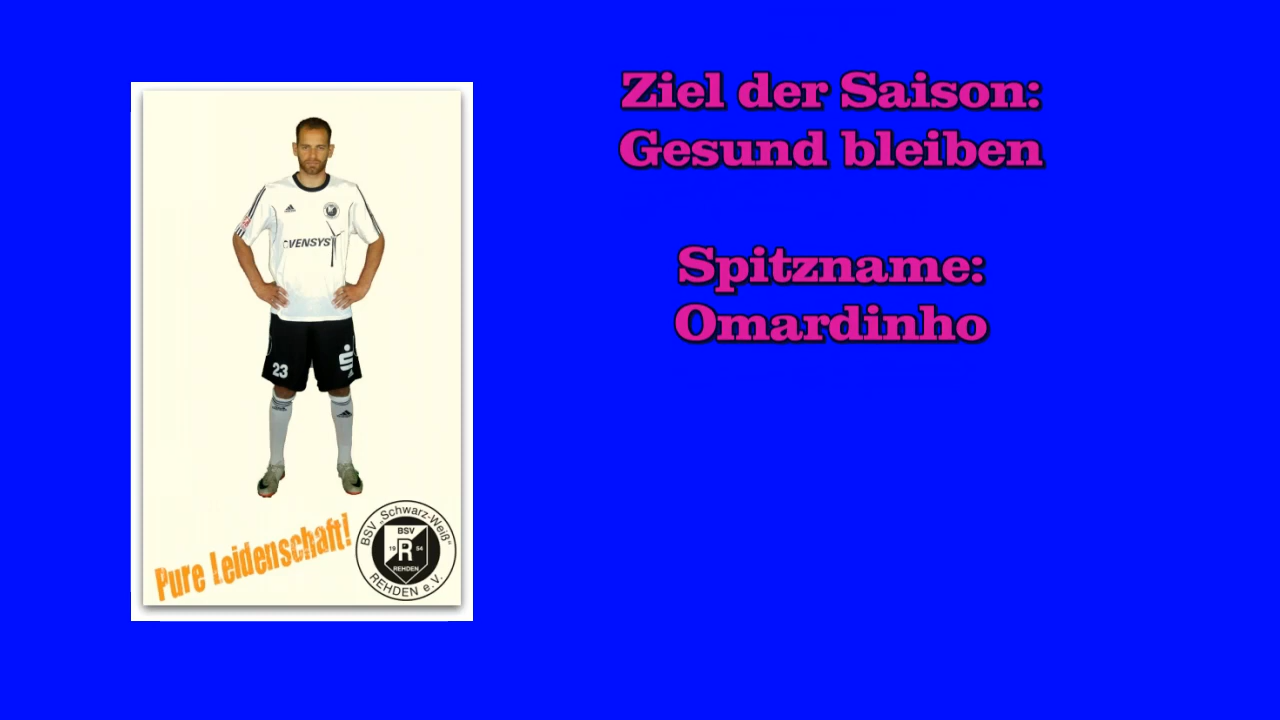 Ziel der Saison:
Gesund bleiben
Spitzname:
Omardinho
VENSYS
23
Pure Leidenschaft!
BSV „Schwarz-Weiß“
BSV
19 54
R
REHDEN
REHDEN e.V.